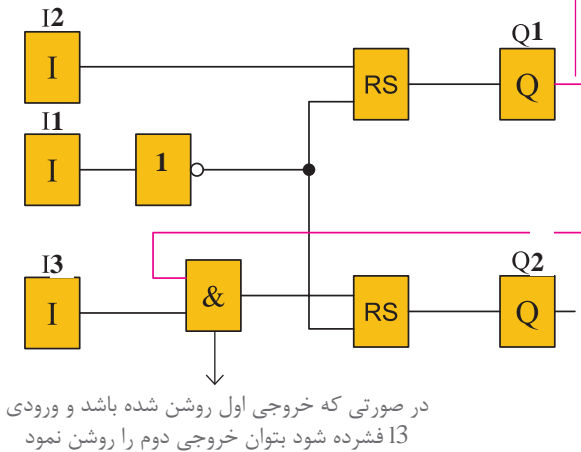 I2
I
RS
Q1
Q
I1
I
1
I3
I
&
RS
Q2
Q
در صورتی که خروجی اول روشن شده باشد و ورودی
I3 فشرده شود بتوان خروجی دوم را روشن نمود